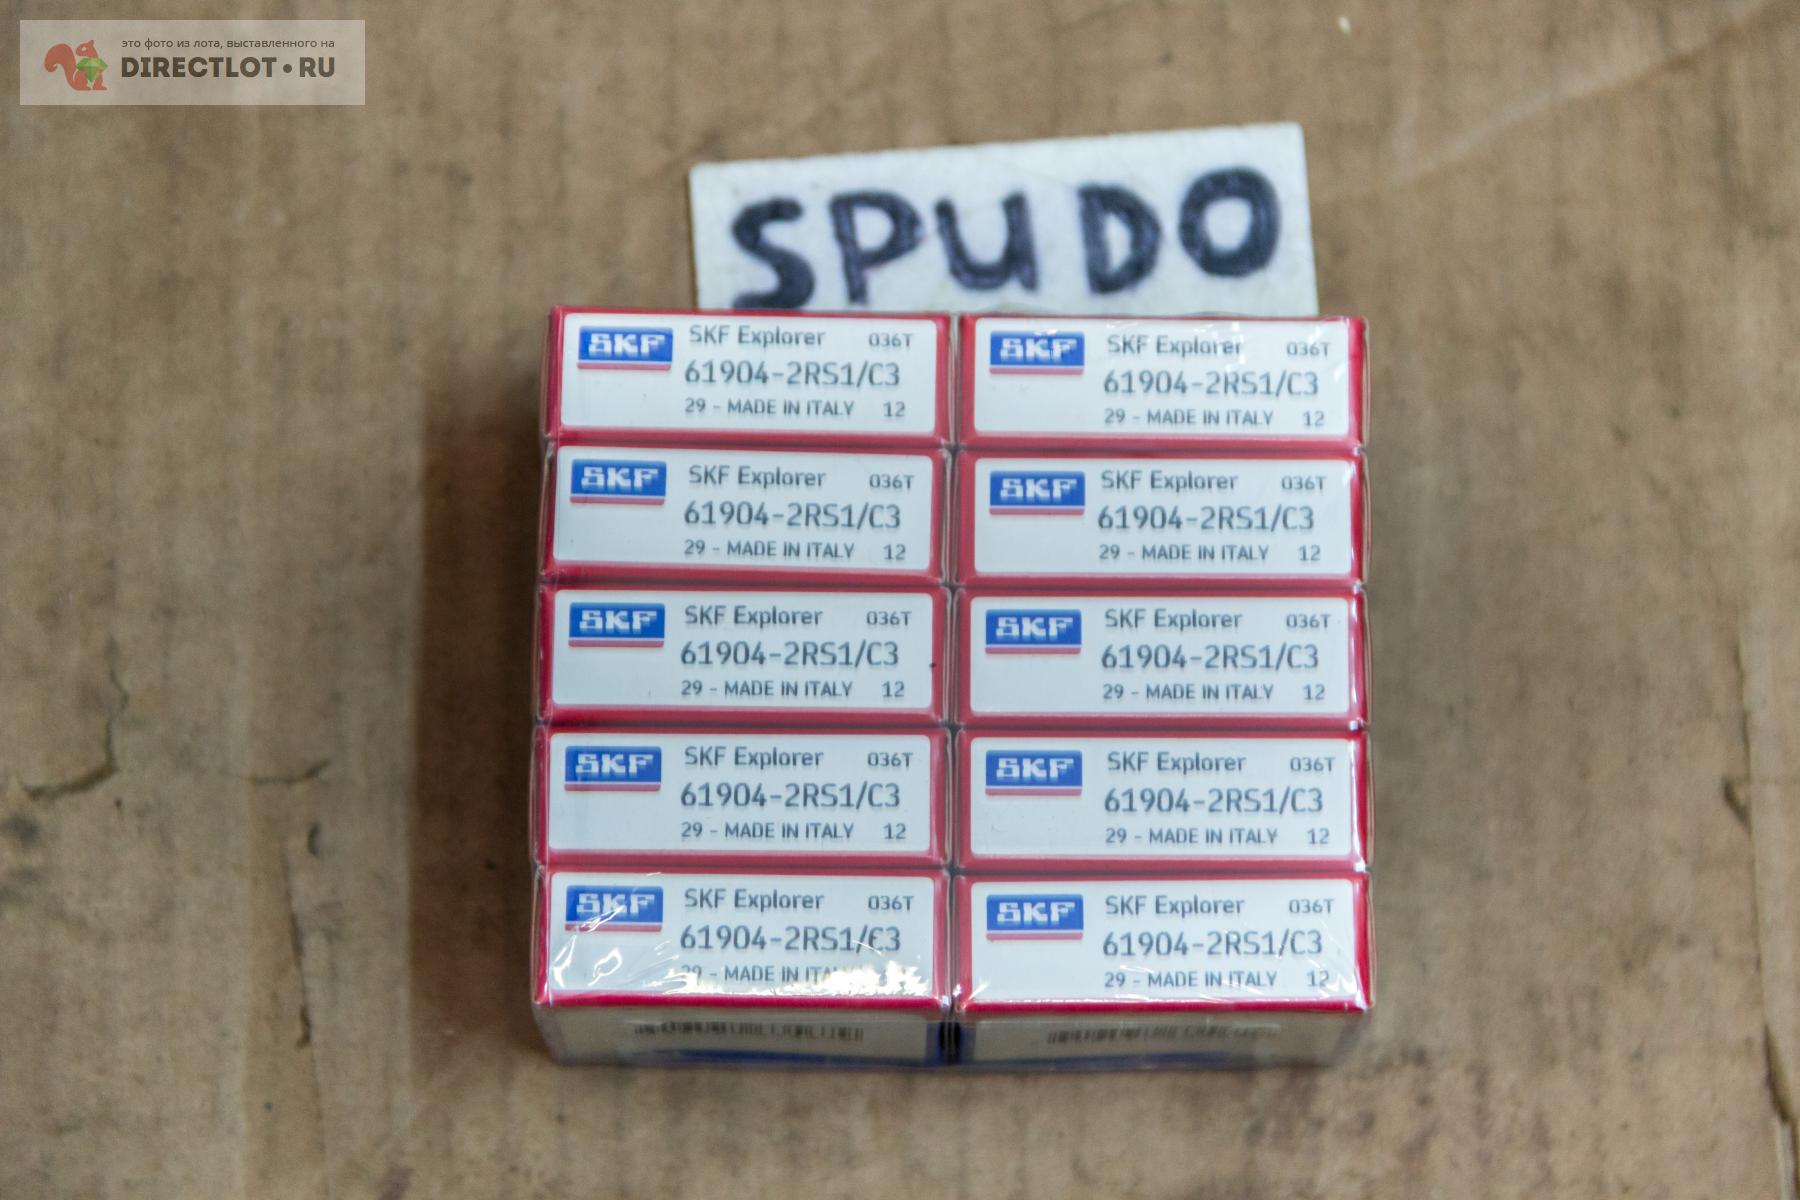 это фото из лота, выставленного на
DIRECTLOT•RU
SPUDO
SKF SKF Explorer 036T
61904-2RS1/C3
29 - MADE IN ITALY 12
SKF SKF Explorer 036T
61904-2RS1/C3
29 - MADE IN ITALY 12
SKF SKF Explorer 036T
61904-2RS1/C3
29 - MADE IN ITALY 12
SKF SKF Explorer 036T
61904-2RS1/C3
29 - MADE IN ITALY 12
SKF SKF Explorer 036T
61904-2RS1/C3
29 - MADE IN ITALY 12
SKF SKF Explorer 036T
61904-2RS1/C3
29 - MADE IN ITALY 12
SKF SKF Explorer 036T
61904-2RS1/C3
29 - MADE IN ITALY 12
SKF SKF Explorer 036T
61904-2RS1/C3
29 - MADE IN ITALY 12
SKF SKF Explorer 036T
61904-2RS1/C3
29 - MADE IN
SKF SKF Explorer 036T
61904-2RS1/C3
29 - MADE IN ITALY 12